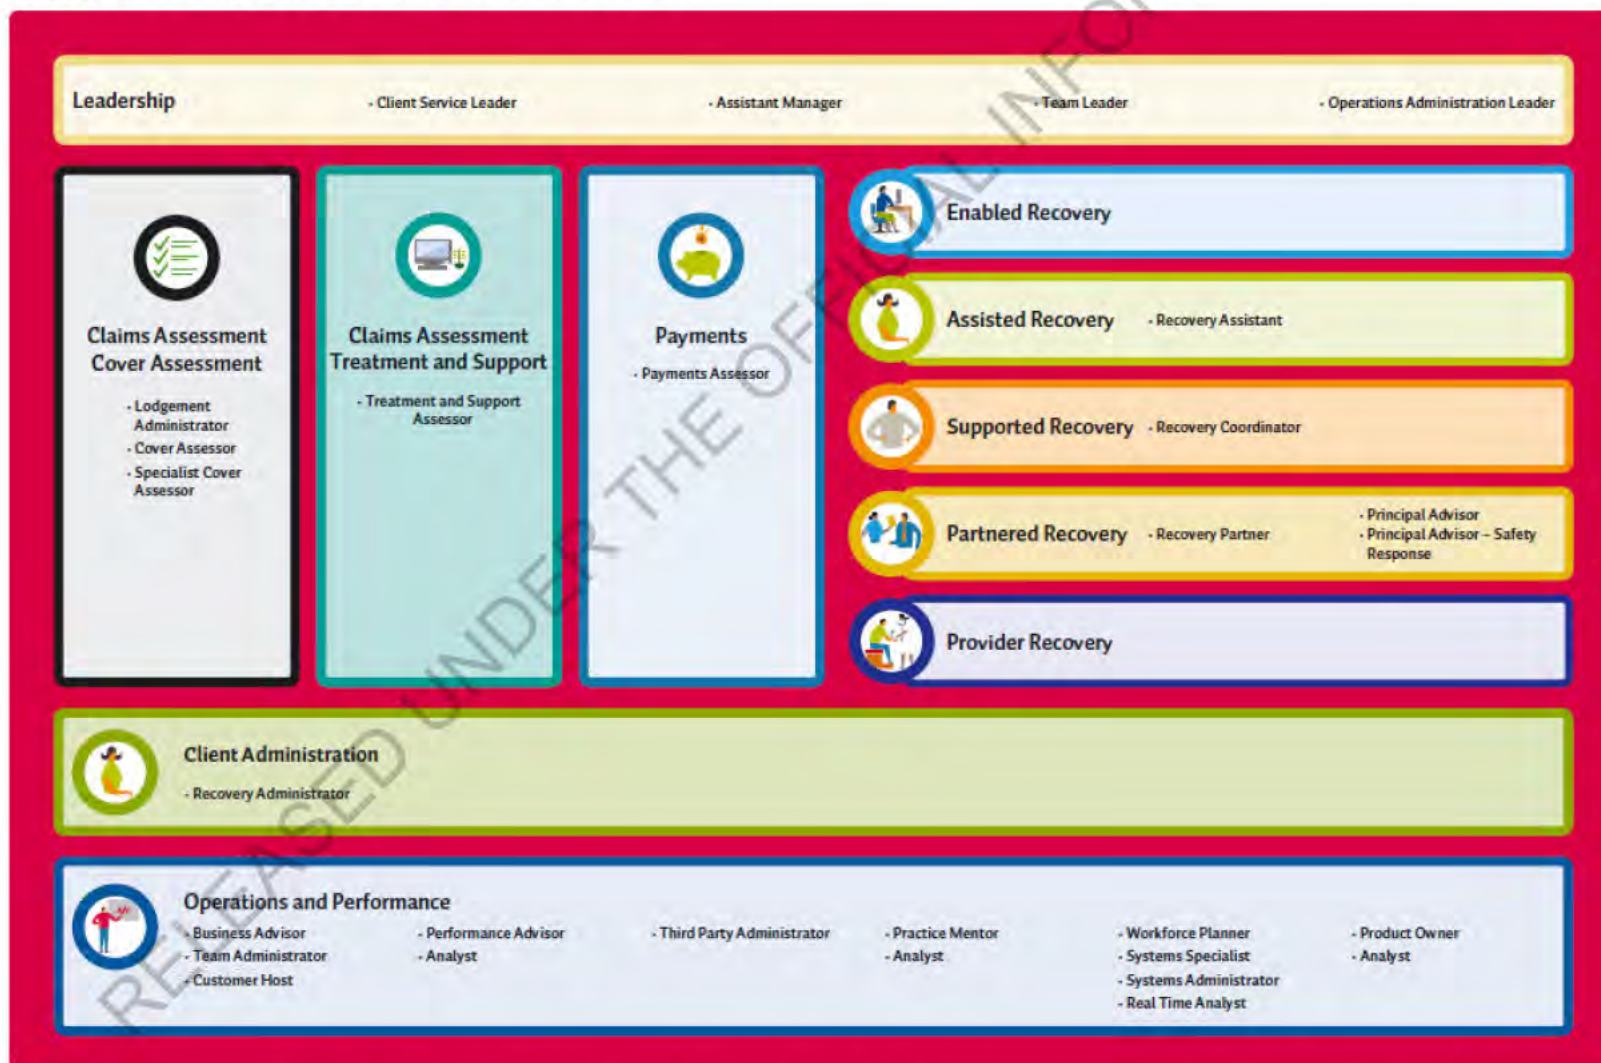 Leadership
- Client Service Leader
- Assistant Manager
- Team Leader
- Operations Administration Leader
Claims Assessment
Cover Assessment
- Lodgement
Administrator
- Cover Assessor
- Specialist Cover
Assessor
Claims Assessment
Treatment and Support
- Treatment and Support
Assessor
Payments
- Payments Assessor
Enabled Recovery
Assisted Recovery
- Recovery Assistant
Supported Recovery
- Recovery Coordinator
Partnered Recovery
- Recovery Partner
- Principal Advisor
- Principal Advisor – Safety
Response
Provider Recovery
Client Administration
- Recovery Administrator
Operations and Performance
- Business Advisor
- Team Administrator
- Customer Host
- Performance Advisor
- Analyst
- Third Party Administrator
- Practice Mentor
- Analyst
- Workforce Planner
- Systems Specialist
- Systems Administrator
- Real Time Analyst
- Product Owner
- Analyst
RELEASED UNDER THE OFFICIAL INFO